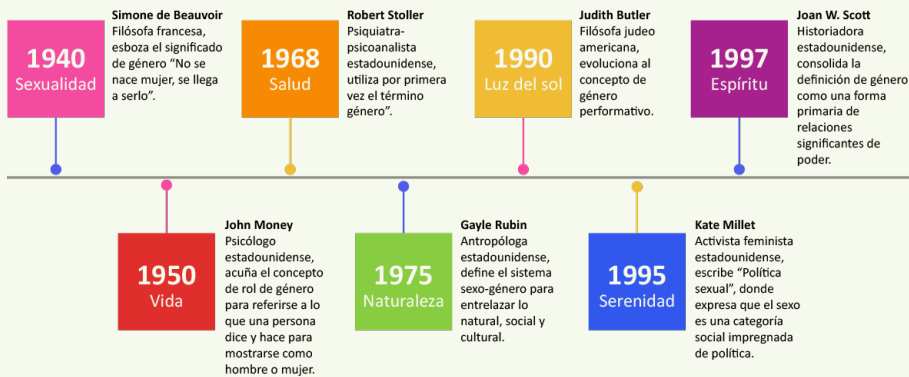 1940
Sexualidad
Simone de Beauvoir
Filósofa francesa,
esboza el significado
de género “No se
nace mujer, se llega
a serlo”.
1968
Salud
Robert Stoller
Psiquiatra-
psicoanalista
estadounidense,
utiliza por primera
vez el término
género”.
1990
Luz del sol
Judith Butler
Filósofa judeo
americana,
evoluciona al
concepto de
género
performativo.
1997
Espíritu
Joan W. Scott
Historiadora
estadounidense,
consolida la
definición de género
como una forma
primaria de
relaciones
significantes de
poder.
1950
Vida
John Money
Psicólogo
estadounidense,
acuña el concepto
de rol de género
para referirse a lo
que una persona
dice y hace para
mostrarse como
hombre o mujer.
1975
Naturaleza
Gayle Rubin
Antropóloga
estadounidense,
define el sistema
sexo-género para
entrelazar lo
natural, social y
cultural.
1995
Serenidad
Kate Millet
Activista feminista
estadounidense,
escribe “Política
sexual”, donde
expresa que el sexo
es una categoría
social impregnada
de política.